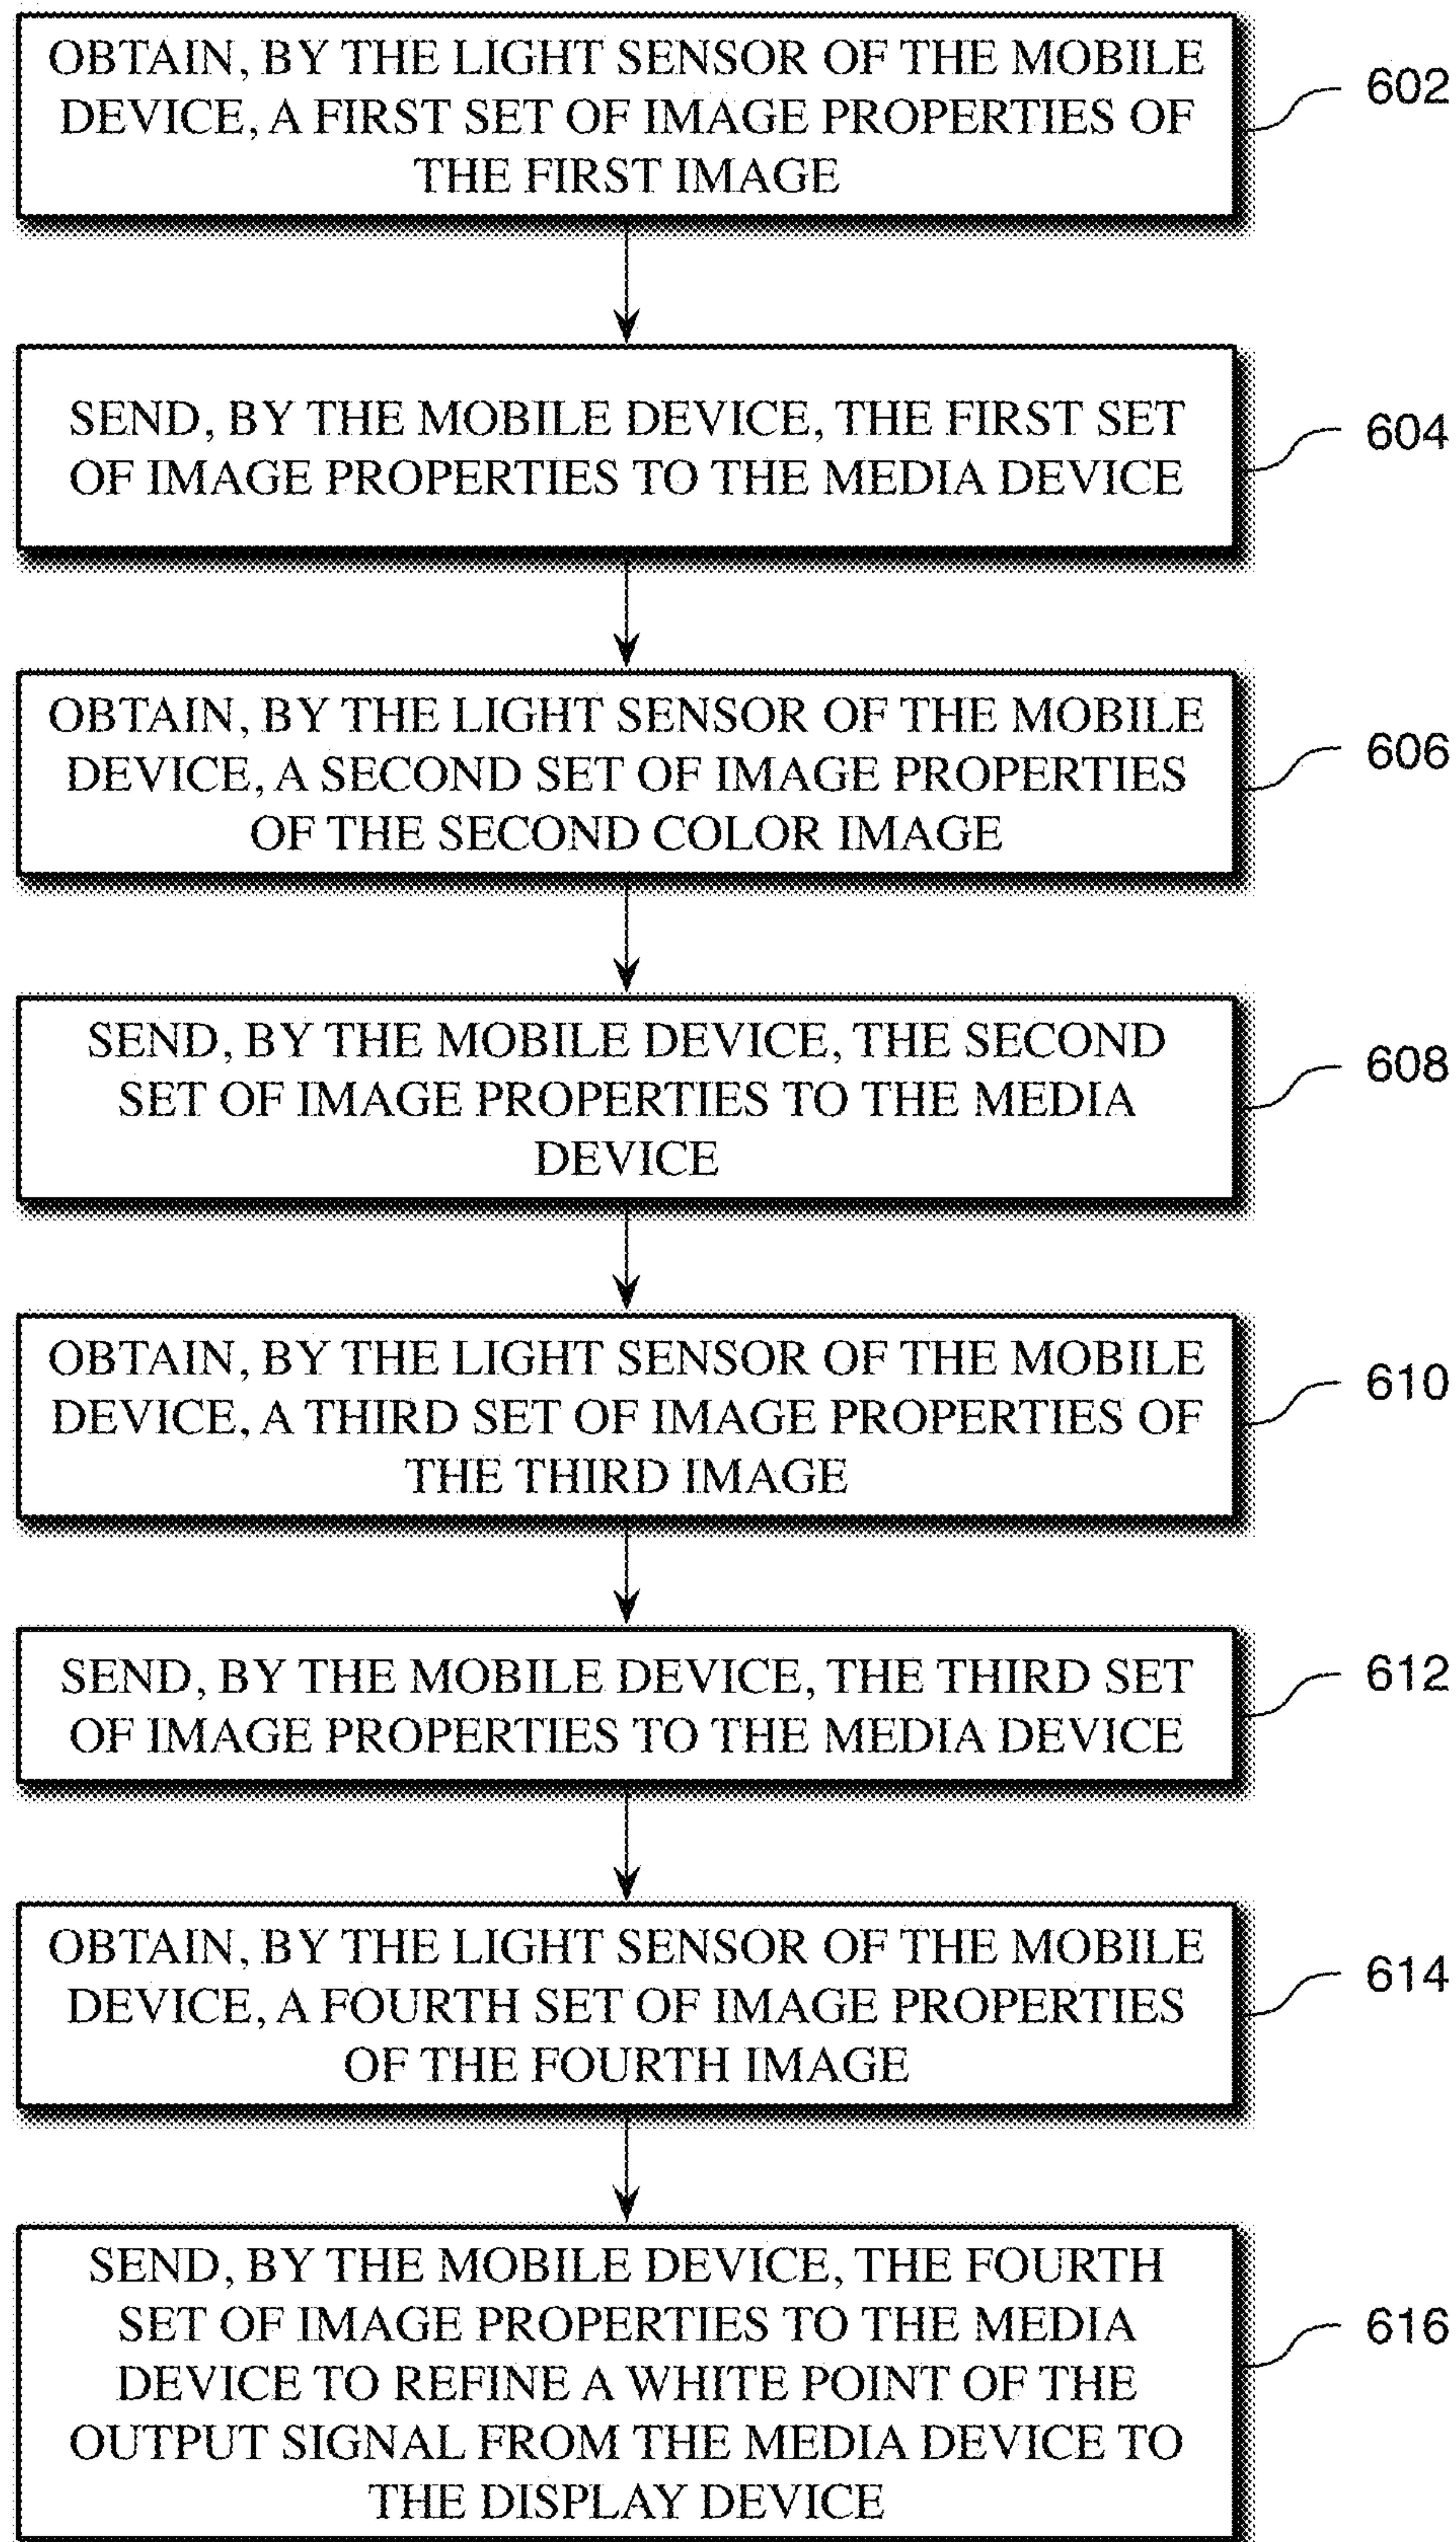 OBTAIN, BY THE LIGHT SENSOR OF THE MOBILE
DEVICE, A FIRST SET OF IMAGE PROPERTIES OF
THE FIRST IMAGE
602
SEND, BY THE MOBILE DEVICE, THE FIRST SET
OF IMAGE PROPERTIES TO THE MEDIA DEVICE
604
OBTAIN, BY THE LIGHT SENSOR OF THE MOBILE
DEVICE, A SECOND SET OF IMAGE PROPERTIES
OF THE SECOND COLOR IMAGE
606
SEND, BY THE MOBILE DEVICE, THE SECOND
SET OF IMAGE PROPERTIES TO THE MEDIA
DEVICE
608
OBTAIN, BY THE LIGHT SENSOR OF THE MOBILE
DEVICE, A THIRD SET OF IMAGE PROPERTIES OF
THE THIRD IMAGE
610
SEND, BY THE MOBILE DEVICE, THE THIRD SET
OF IMAGE PROPERTIES TO THE MEDIA DEVICE
612
OBTAIN, BY THE LIGHT SENSOR OF THE MOBILE
DEVICE, A FOURTH SET OF IMAGE PROPERTIES
OF THE FOURTH IMAGE
614
SEND, BY THE MOBILE DEVICE, THE FOURTH
SET OF IMAGE PROPERTIES TO THE MEDIA
DEVICE TO REFINE A WHITE POINT OF THE
OUTPUT SIGNAL FROM THE MEDIA DEVICE TO
THE DISPLAY DEVICE
616